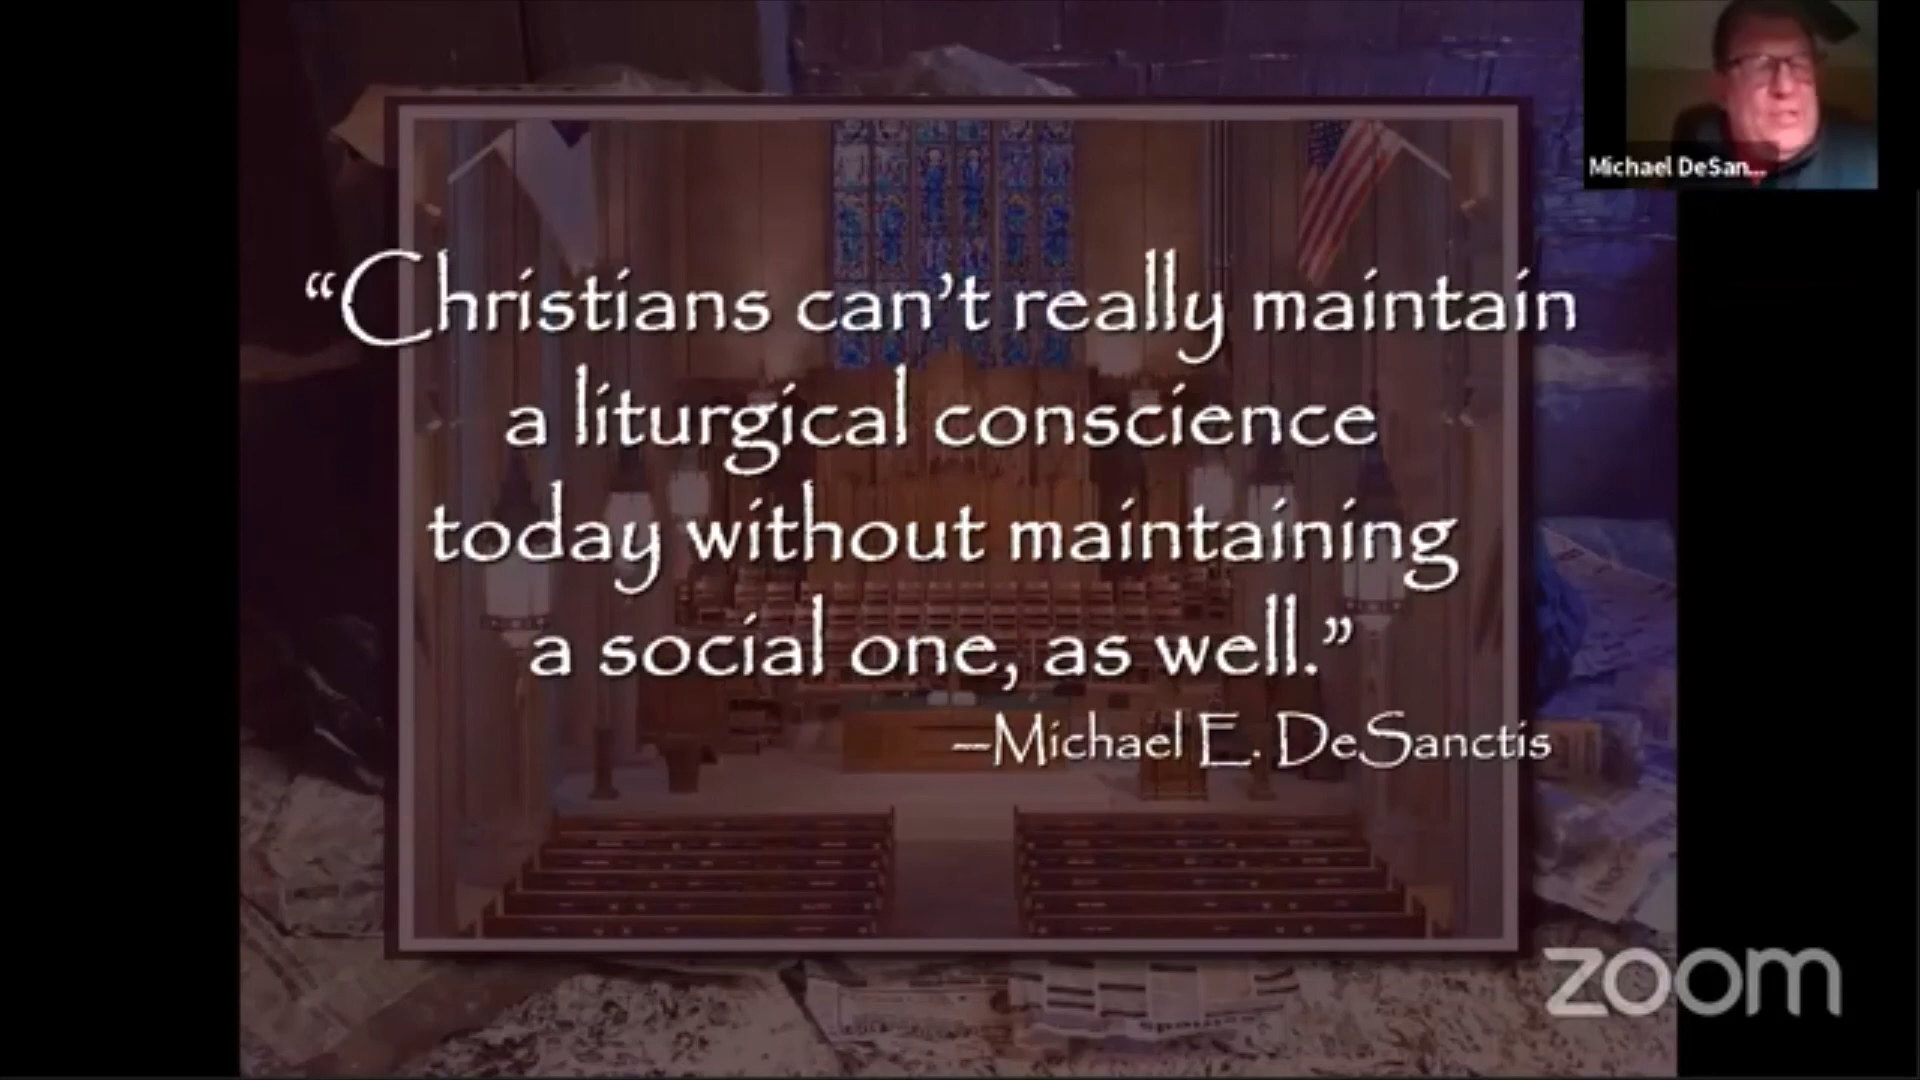 Michael DeSan...
“Christians can’t really maintain
a liturgical conscience
today without maintaining
a social one, as well.”
—Michael E. DeSanctis
zoom